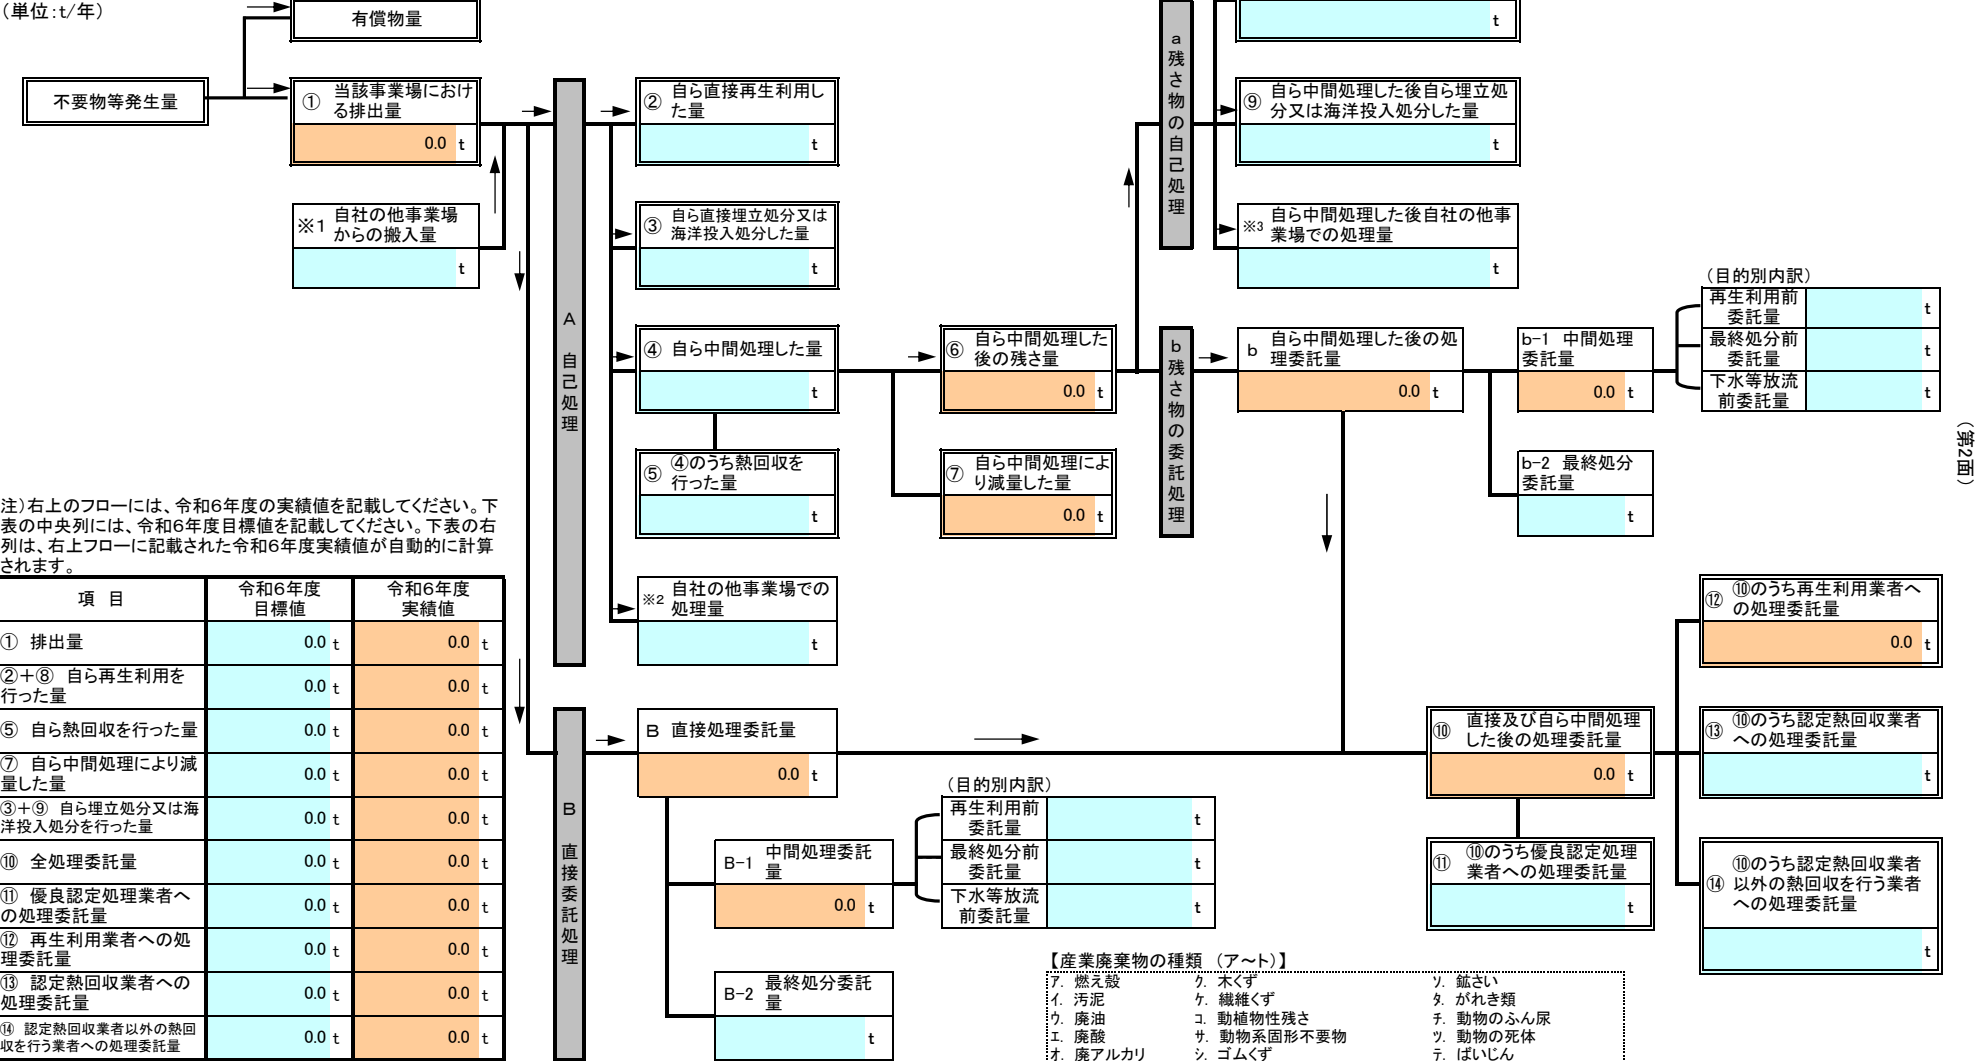 （単位：t/年）
有償物量
t
不要物等発生量
① 当該事業場におけ
る排出量
0.0 t
※1 自社の他事業場
からの搬入量
t
A 自己処理
② 自ら直接再生利用し
た量
t
③ 自ら直接埋立処分又は
海洋投入処分した量
t
④ 自ら中間処理した量
t
⑤ ④のうち熱回収を
行った量
t
※2 自社の他事業場での
処理量
t
⑥ 自ら中間処理した
後の残さ量
0.0 t
⑦ 自ら中間処理によ
り減量した量
0.0 t
a 残さ物の自己処理
⑨ 自ら中間処理した後自ら埋立処
分又は海洋投入処分した量
t
※3 自ら中間処理した後自社の他事
業場での処理量
t
b 残さ物の委託処理
b 自ら中間処理した後の処
理委託量
0.0 t
b-1 中間処理
委託量
0.0 t
b-2 最終処分
委託量
t
（目的別内訳）
再生利用前
委託量
t
最終処分前
委託量
t
下水等放流
前委託量
t
（第2面）
注）右上のフローには、令和6年度の実績値を記載してください。下
表の中央列には、令和6年度目標値を記載してください。下表の右
列は、右上フローに記載された令和6年度実績値が自動的に計算
されます。
項 目 令和6年度 令和6年度
目標値 実績値
① 排出量 0.0 t 0.0 t
②＋⑧ 自ら再生利用を
行った量 0.0 t 0.0 t
⑤ 自ら熱回収を行った量 0.0 t 0.0 t
⑦ 自ら中間処理により減
量した量 0.0 t 0.0 t
③＋⑨ 自ら埋立処分又は海
洋投入処分を行った量 0.0 t 0.0 t
⑩ 全処理委託量 0.0 t 0.0 t
⑪ 優良認定処理業者へ
の処理委託量 0.0 t 0.0 t
⑫ 再生利用業者への処
理委託量 0.0 t 0.0 t
⑬ 認定熱回収業者への
処理委託量 0.0 t 0.0 t
⑭ 認定熱回収業者以外の熱回
収を行う業者への処理委託量 0.0 t 0.0 t
B 直接委託処理
B 直接処理委託量
0.0 t
B-1 中間処理委託
量
0.0 t
B-2 最終処分委託
量
t
（目的別内訳）
再生利用前
委託量
t
最終処分前
委託量
t
下水等放流
前委託量
t
⑩ 直接及び自ら中間処理
した後の処理委託量
0.0 t
⑪ ⑩のうち優良認定処理
業者への処理委託量
t
⑫ ⑩のうち再生利用業者へ
の処理委託量
0.0 t
⑬ ⑩のうち認定熱回収業者
への処理委託量
t
⑭ ⑩のうち認定熱回収業者
以外の熱回収を行う業者
への処理委託量
t
【産業廃棄物の種類 （ア～ト）】
ア. 燃え殻 ク. 木くず ソ. 鉱さい
イ. 汚泥 ケ. 繊維くず タ. がれき類
ウ. 廃油 コ. 動植物性残さ チ. 動物のふん尿
エ. 廃酸 サ. 動物系固形不要物 ツ. 動物の死体
オ. 廃アルカリ シ. ゴムくず テ. ばいじん